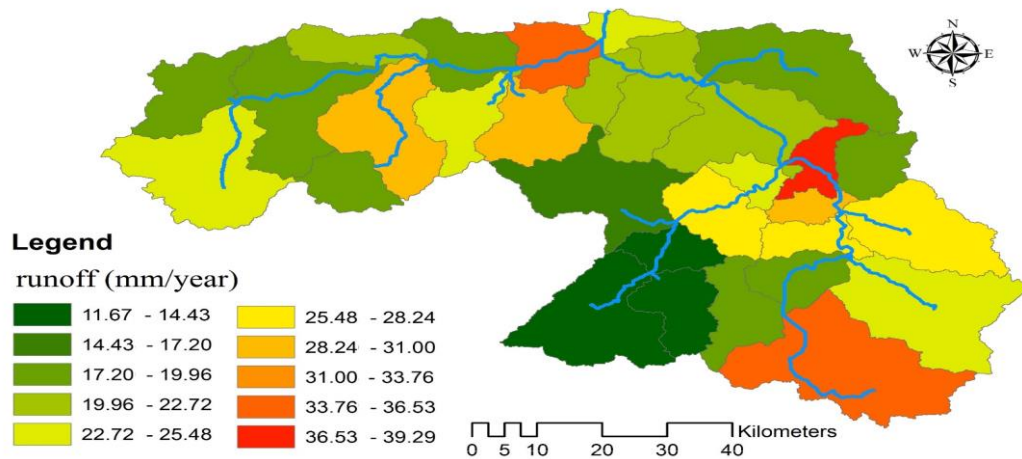 N
W E
S
Legend
runoff (mm/year)
11.67 - 14.43
14.43 - 17.20
17.20 - 19.96
19.96 - 22.72
22.72 - 25.48
25.48 - 28.24
28.24 - 31.00
31.00 - 33.76
33.76 - 36.53
36.53 - 39.29
Kilometers
0 5 10 20 30 40